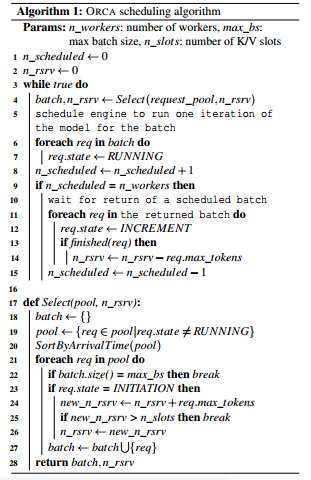 Algorithm 1: ORCA scheduling algorithm
Params: n_workers: number of workers, max_bs:
max batch size, n_slots: number of K/V slots
1 n_scheduled ← 0
2 n_rsrv ← 0
3 while true do
4 batch, n_rsrv ← Select(request_pool, n_rsrv)
5 schedule engine to run one iteration of
the model for the batch
6 foreach req in batch do
7 req.state ← RUNNING
8 n_scheduled ← n_scheduled + 1
9 if n_scheduled = n_workers then
10 wait for return of a scheduled batch
11 foreach req in the returned batch do
12 req.state ← INCREMENT
13 if finished(req) then
14 n_rsrv ← n_rsrv − req.max_tokens
15 n_scheduled ← n_scheduled − 1
16
17 def Select(pool, n_rsrv):
18 batch ← {}
19 pool ← {req ∈ pool|req.state ≠ RUNNING}
20 SortByArrivalTime(pool)
21 foreach req in pool do
22 if batch.size() = max_bs then break
23 if req.state = INITIATION then
24 new_n_rsrv ← n_rsrv + req.max_tokens
25 if new_n_rsrv > n_slots then break
26 n_rsrv ← new_n_rsrv
27 batch ← batch ⋃{req}
28 return batch, n_rsrv